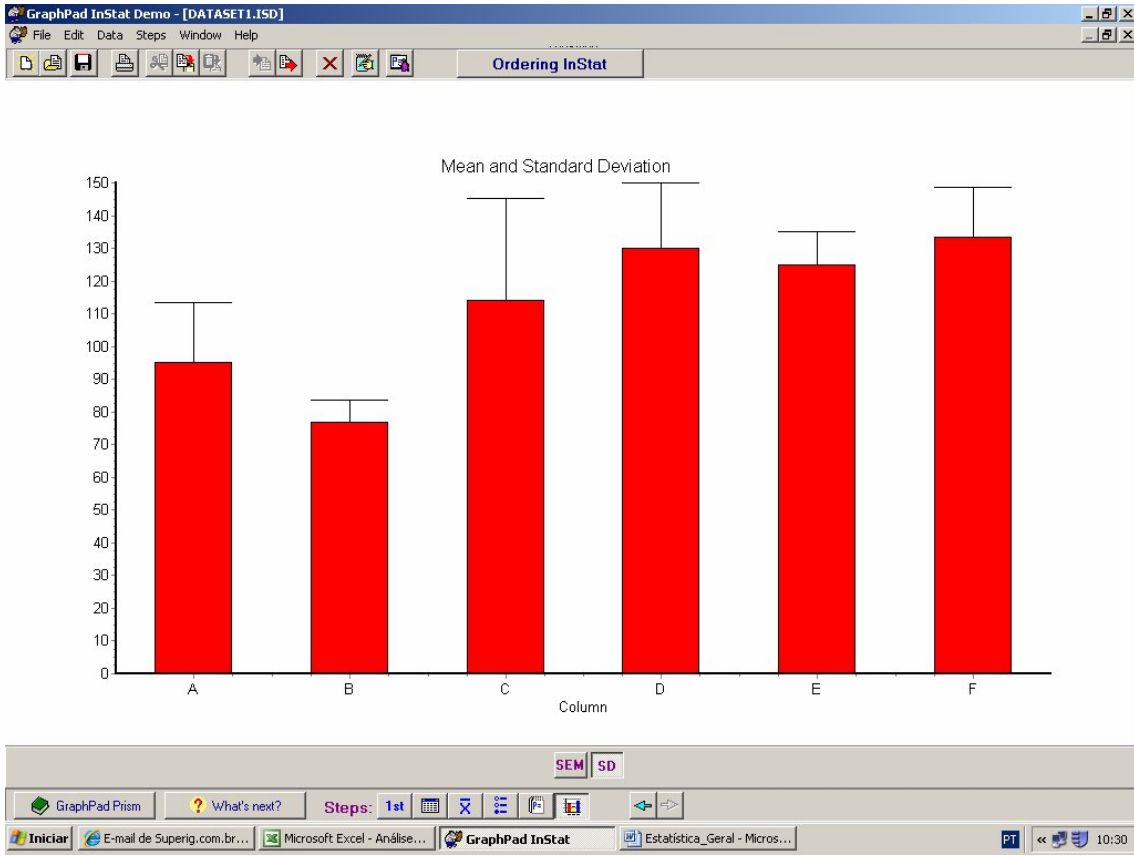 GraphPad InStat Demo - [DATASET1.ISD]
File Edit Data Steps Window Help
Ordering InStat
Mean and Standard Deviation
150
140
130
120
110
100
90
80
70
60
50
40
30
20
10
0
A B C D E F
Column
SEM SD
GraphPad Prism ? What's next? Steps: 1st x P=
Iniciar E-mail de Superig.com.br... Microsoft Excel - Análise... GraphPad InStat Estatística_Geral - Micros... PT « 10:30